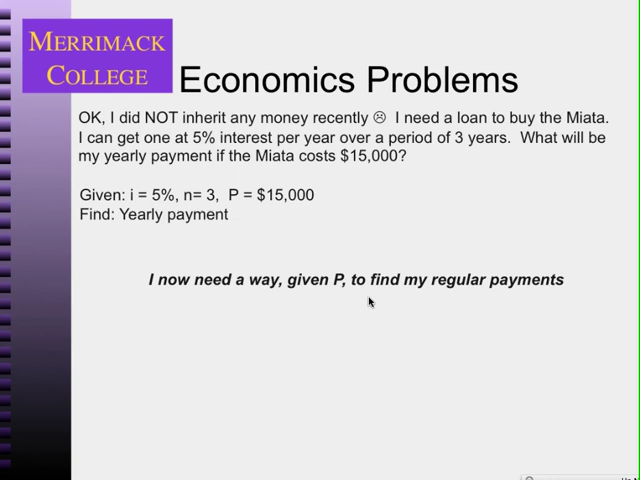 MERRIMACK
COLLEGE
Economics Problems
OK, I did NOT inherit any money recently ☹ I need a loan to buy the Miata.
I can get one at 5% interest per year over a period of 3 years. What will be
my yearly payment if the Miata costs $15,000?
Given: i = 5%, n= 3, P = $15,000
Find: Yearly payment
I now need a way, given P, to find my regular payments